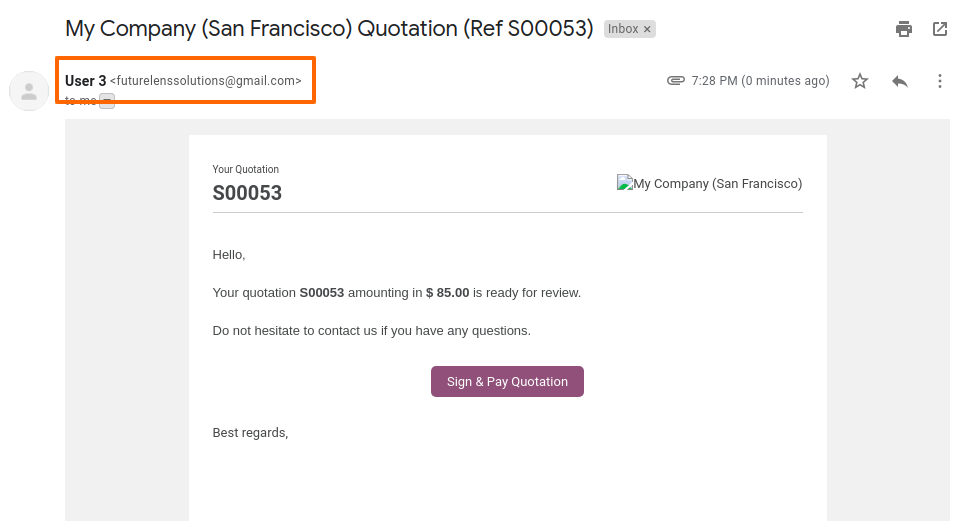 My Company (San Francisco) Quotation (Ref S00053) Inbox ×
User 3 <futurelenssolutions@gmail.com> 7:28 PM (0 minutes ago)
to me
Your Quotation
S00053
My Company (San Francisco)
Hello,
Your quotation S00053 amounting in $ 85.00 is ready for review.
Do not hesitate to contact us if you have any questions.
Sign & Pay Quotation
Best regards,